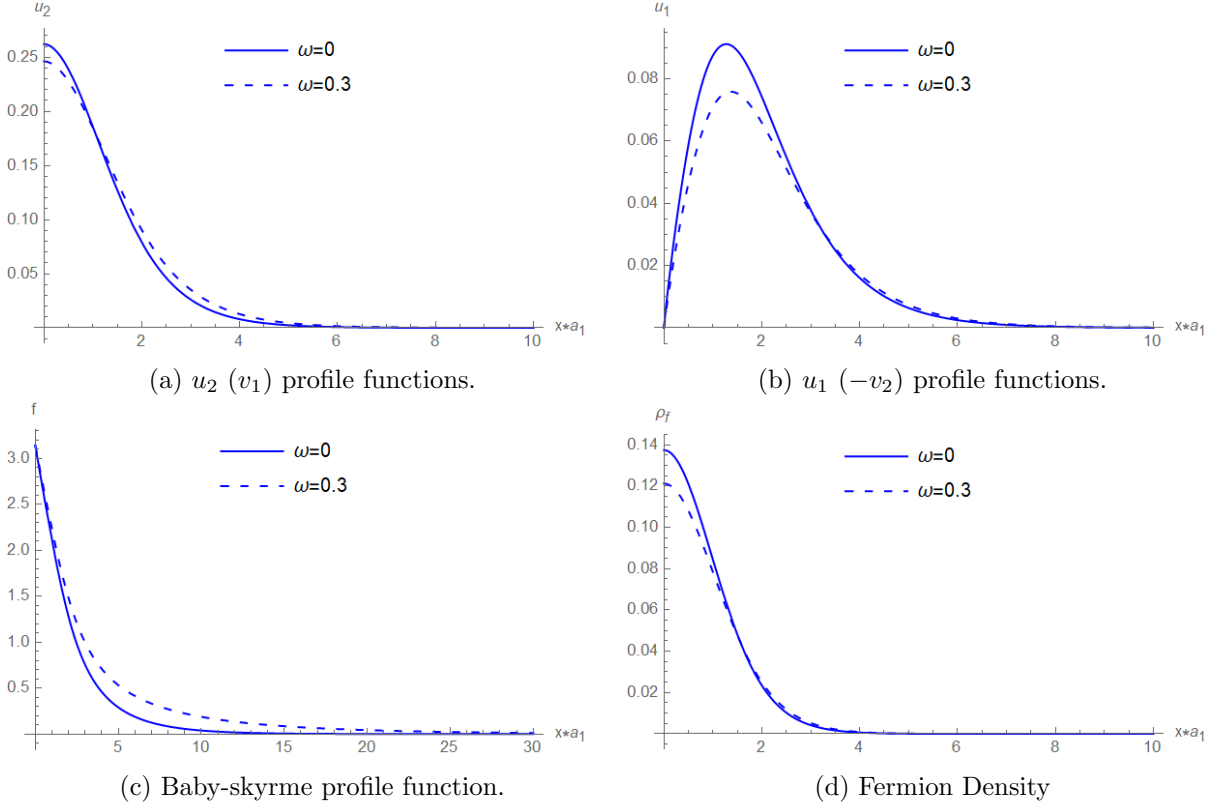 u₂
ω=0
ω=0.3
0.25
0.20
0.15
0.10
0.05
2 4 6 8 10 x*a₁
(a) u₂ (v₁) profile functions.
u₁
ω=0
ω=0.3
0.08
0.06
0.04
0.02
2 4 6 8 10 x*a₁
(b) u₁ (−v₂) profile functions.
f
ω=0
ω=0.3
3.0
2.5
2.0
1.5
1.0
0.5
5 10 15 20 25 30 x*a₁
(c) Baby-skyrme profile function.
ρf
ω=0
ω=0.3
0.14
0.12
0.10
0.08
0.06
0.04
0.02
2 4 6 8 10 x*a₁
(d) Fermion Density